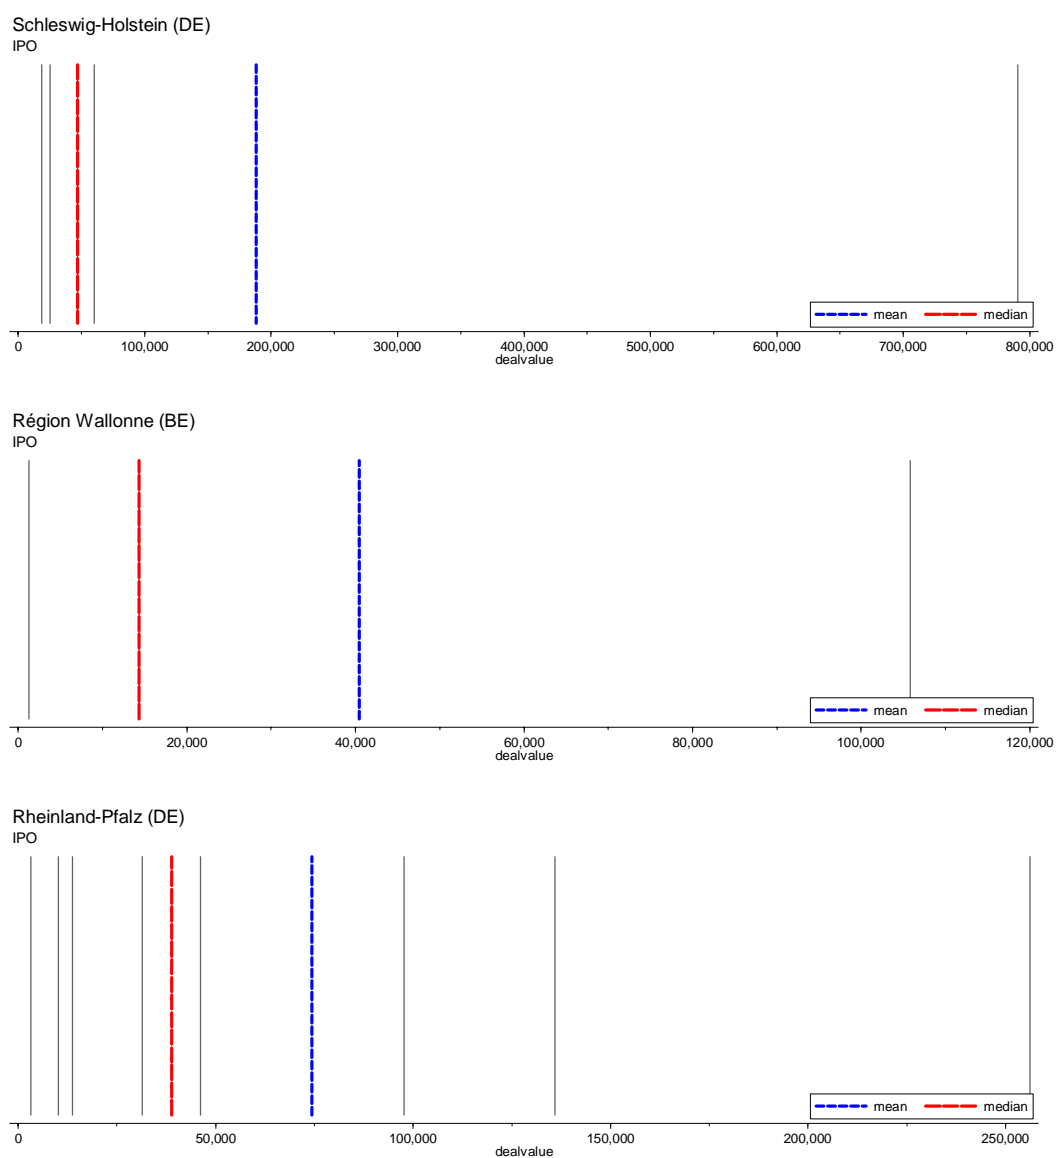 Schleswig-Holstein (DE)
IPO
mean median
0 100,000 200,000 300,000 400,000 500,000 600,000 700,000 800,000
dealvalue
Région Wallonne (BE)
IPO
mean median
0 20,000 40,000 60,000 80,000 100,000 120,000
dealvalue
Rheinland-Pfalz (DE)
IPO
mean median
0 50,000 100,000 150,000 200,000 250,000
dealvalue